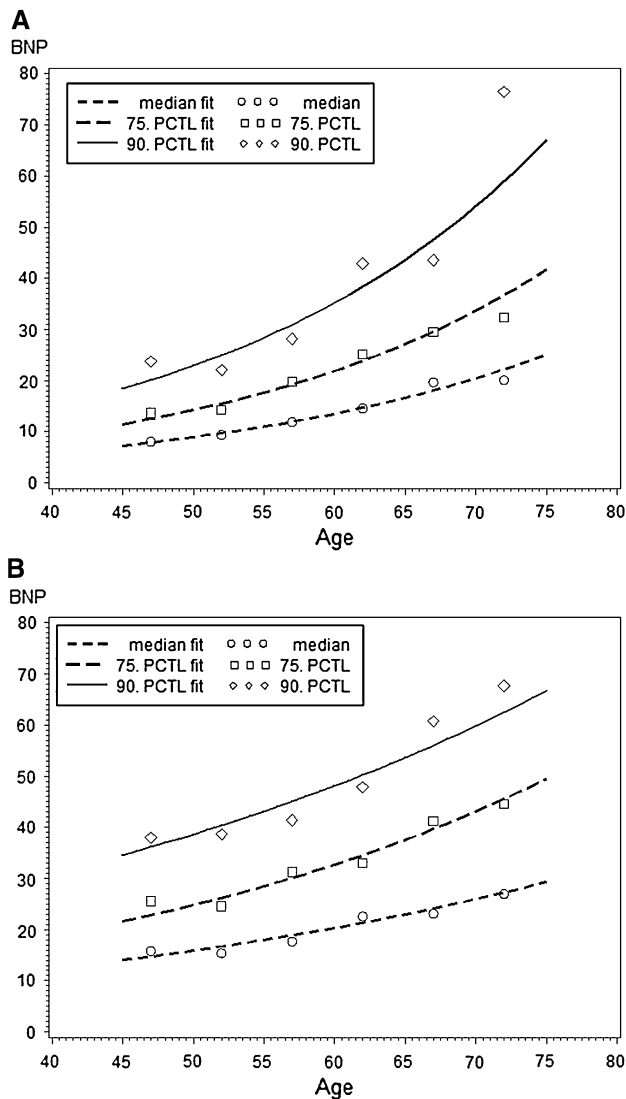 A
BNP
80
70
60
50
40
30
20
10
0
median fit median
75. PCTL fit 75. PCTL
90. PCTL fit 90. PCTL
40 45 50 55 60 65 70 75 80
Age
B
BNP
80
70
60
50
40
30
20
10
0
median fit median
75. PCTL fit 75. PCTL
90. PCTL fit 90. PCTL
40 45 50 55 60 65 70 75 80
Age